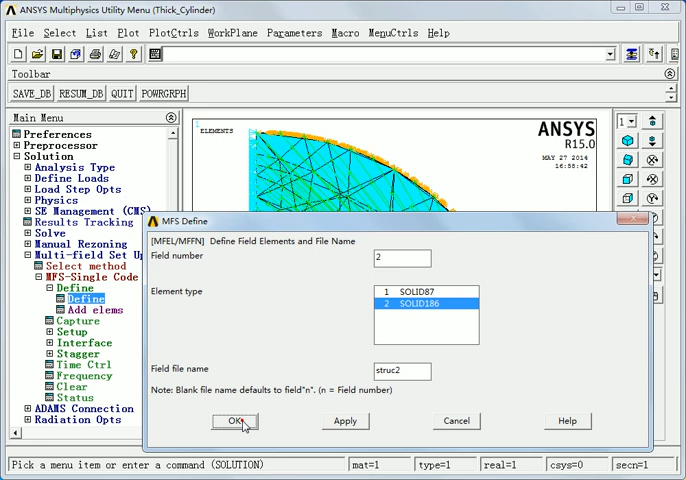 ANSYS Multiphysics Utility Menu (Thick_Cylinder)
File Select List Plot PlotCtrls WorkPlane Parameters Macro MenuCtrls Help
Toolbar
SAVE_DB RESUM_DB QUIT POWRGRPH
Main Menu
Preferences
Preprocessor
Solution
Analysis Type
Define Loads
Load Step Opts
Physics
SE Management (CMS)
Results Tracking
Solve
Manual Rezoning
Multi-field Set Up
Select method
MFS-Single Code
Define
Define
Add elems
Capture
Setup
Interface
Stagger
Time Ctrl
Frequency
Clear
Status
ADAMS Connection
Radiation Opts
1
ELEMENTS
ANSYS
R15.0
MAY 27 2014
16:58:42
1
MFS Define
[MFEL/MFFN] Define Field Elements and File Name
Field number 2
Element type
1 SOLID87
2 SOLID186
Field file name struc2
Note: Blank file name defaults to field"n". (n = Field number)
OK Apply Cancel Help
Pick a menu item or enter a command (SOLUTION) mat=1 type=1 real=1 csys=0 secn=1